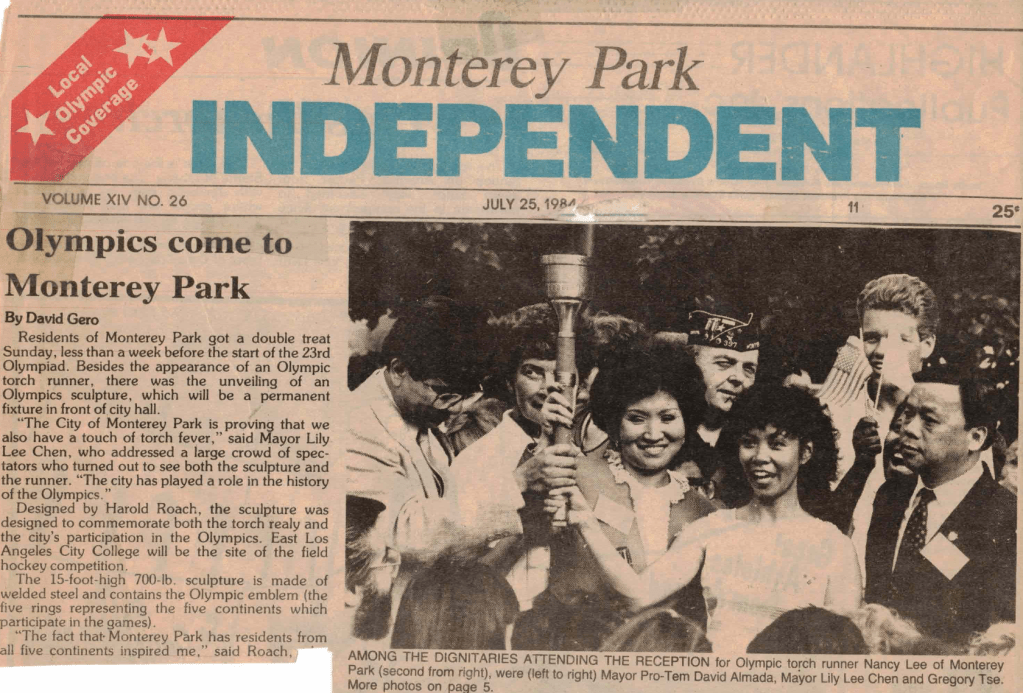 Local
Olympic
Coverage
Monterey Park
INDEPENDENT
VOLUME XIV NO. 26
JULY 25, 1984
11
25¢
Olympics come to
Monterey Park
By David Gero
Residents of Monterey Park got a double treat
Sunday, less than a week before the start of the 23rd
Olympiad. Besides the appearance of an Olympic
torch runner, there was the unveiling of an
Olympics sculpture, which will be a permanent
fixture in front of city hall.
"The City of Monterey Park is proving that we
also have a touch of torch fever," said Mayor Lily
Lee Chen, who addressed a large crowd of spec-
tators who turned out to see both the sculpture and
the runner. "The city has played a role in the history
of the Olympics."
Designed by Harold Roach, the sculpture was
designed to commemorate both the torch realy and
the city's participation in the Olympics. East Los
Angeles City College will be the site of the field
hockey competition.
The 15-foot-high 700-lb. sculpture is made of
welded steel and contains the Olympic emblem (the
five rings representing the five continents which
participate in the games).
"The fact that Monterey Park has residents from
all five continents inspired me," said Roach,
AMONG THE DIGNITARIES ATTENDING THE RECEPTION for Olympic torch runner Nancy Lee of Monterey
Park (second from right), were (left to right) Mayor Pro-Tem David Almada, Mayor Lily Lee Chen and Gregory Tse.
More photos on page 5.